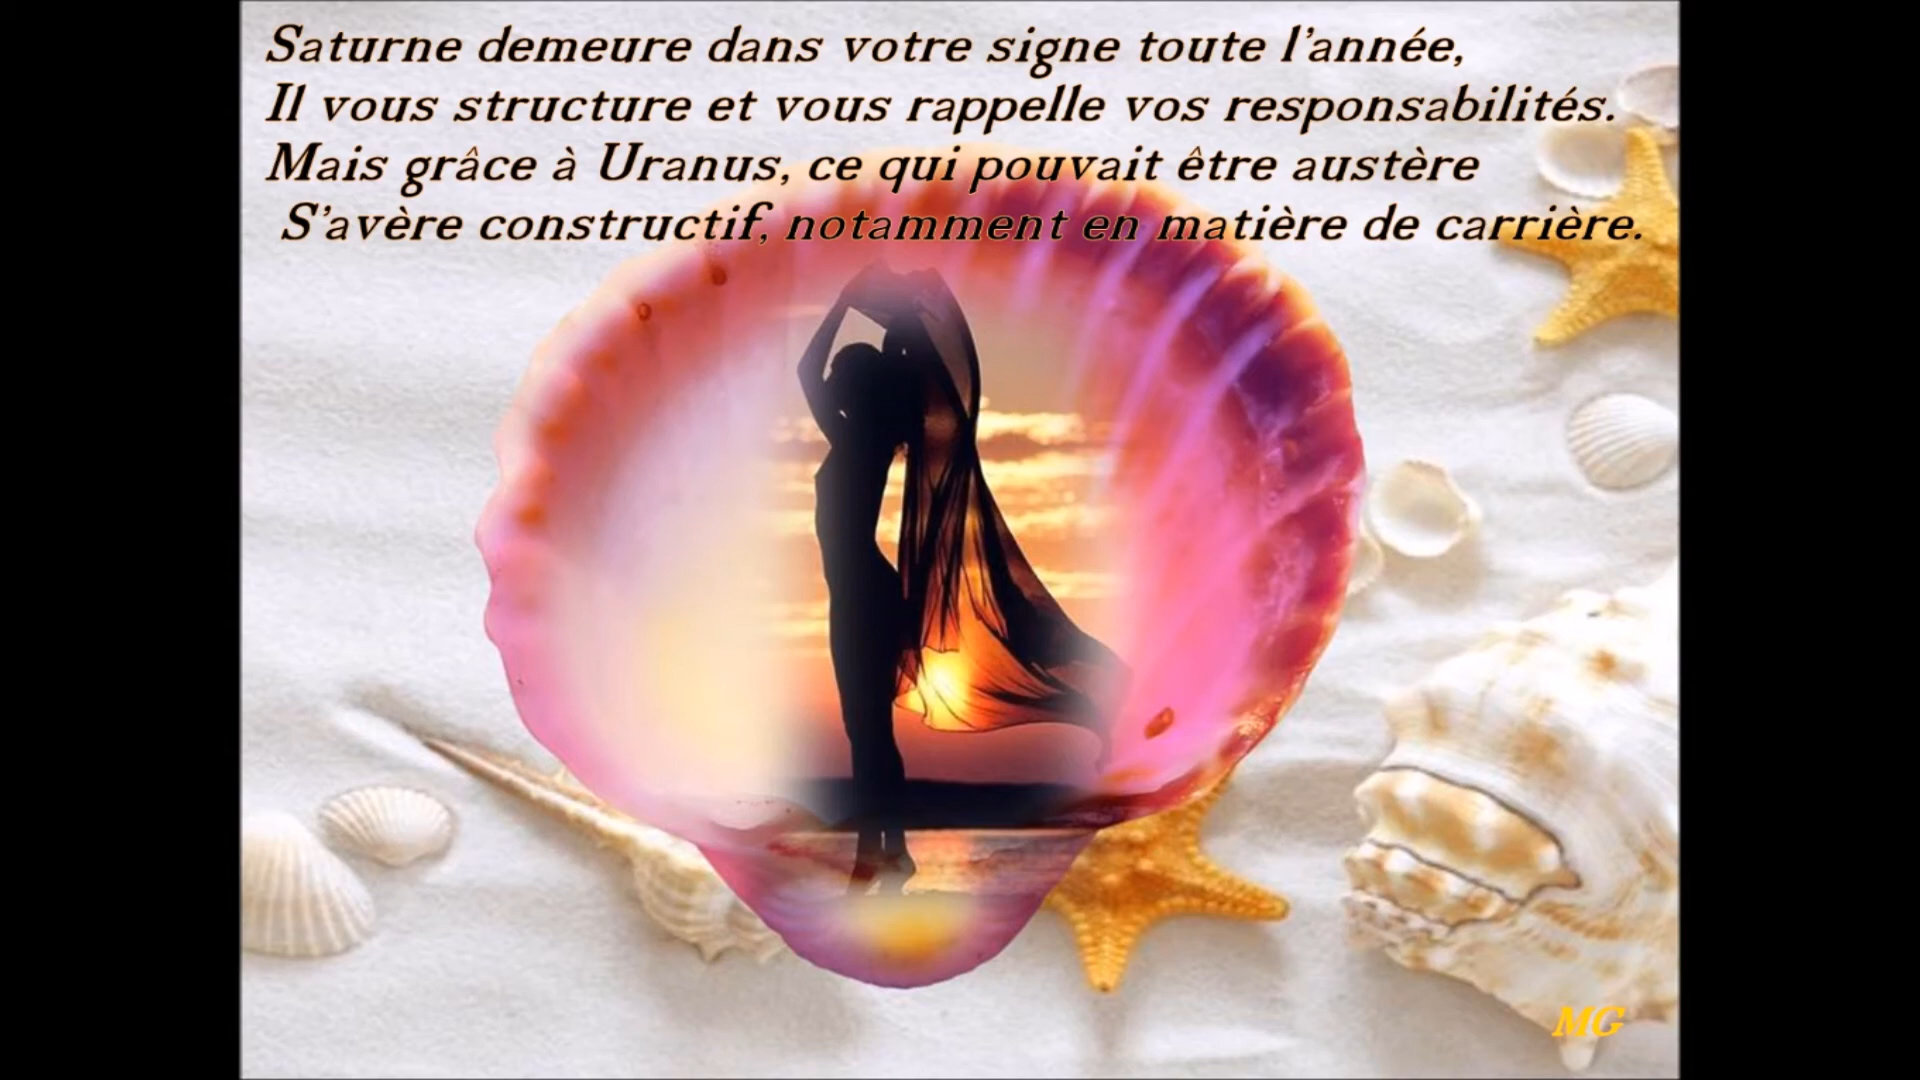 Saturne demeure dans votre signe toute l'année,
Il vous structure et vous rappelle vos responsabilités.
Mais grâce à Uranus, ce qui pouvait être austère
S'avère constructif, notamment en matière de carrière.
MG